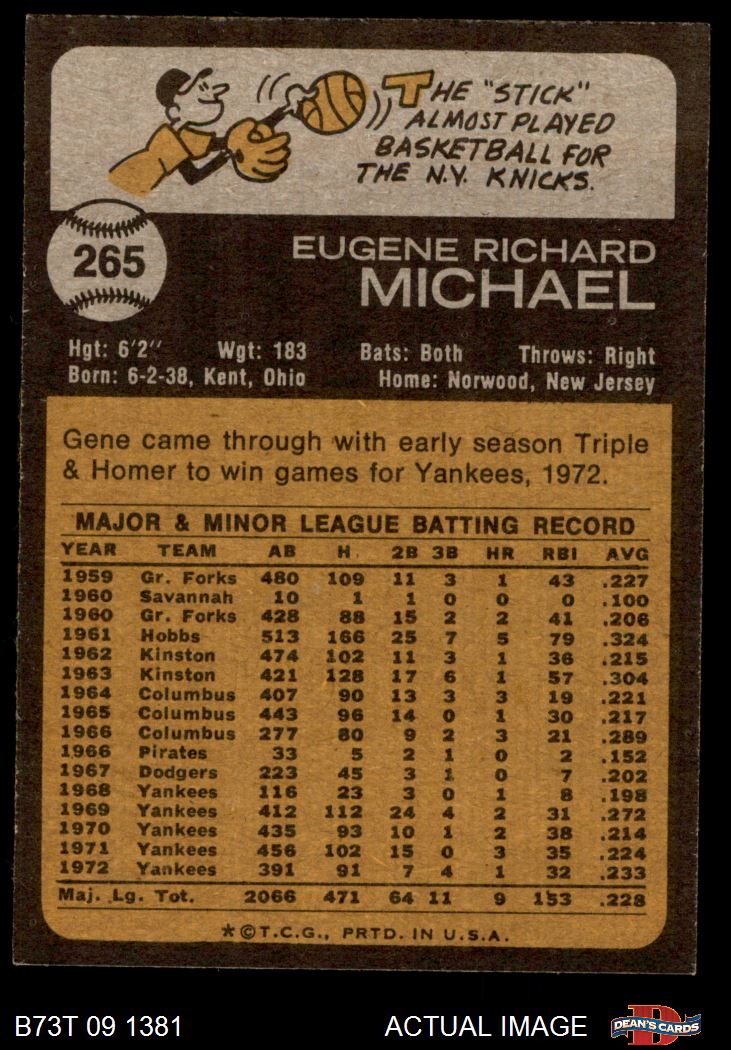 THE "STICK"
ALMOST PLAYED
BASKETBALL FOR
THE N.Y. KNICKS.
265
EUGENE RICHARD
MICHAEL
Hgt: 6'2" Wgt: 183 Bats: Both Throws: Right
Born: 6-2-38, Kent, Ohio Home: Norwood, New Jersey
Gene came through with early season Triple
& Homer to win games for Yankees, 1972.
MAJOR & MINOR LEAGUE BATTING RECORD
YEAR TEAM AB H 2B 3B HR RBI AVG
1959 Gr. Forks 480 109 11 3 1 43 .227
1960 Savannah 10 1 1 0 0 0 .100
1960 Gr. Forks 428 88 15 2 2 41 .206
1961 Hobbs 513 166 25 7 5 79 .324
1962 Kinston 474 102 11 3 1 36 .215
1963 Kinston 421 128 17 6 1 57 .304
1964 Columbus 407 90 13 3 3 19 .221
1965 Columbus 443 96 14 0 1 30 .217
1966 Columbus 277 80 9 2 3 21 .289
1966 Pirates 33 5 2 1 0 2 .152
1967 Dodgers 223 45 3 1 0 7 .202
1968 Yankees 116 23 3 0 1 8 .198
1969 Yankees 412 112 24 4 2 31 .272
1970 Yankees 435 93 10 1 2 38 .214
1971 Yankees 456 102 15 0 3 35 .224
1972 Yankees 391 91 7 4 1 32 .233
Maj. Lg. Tot. 2066 471 64 11 9 153 .228
*©T.C.G., PRTD. IN U.S.A.
B73T 09 1381 ACTUAL IMAGE D DEAN'S CARDS